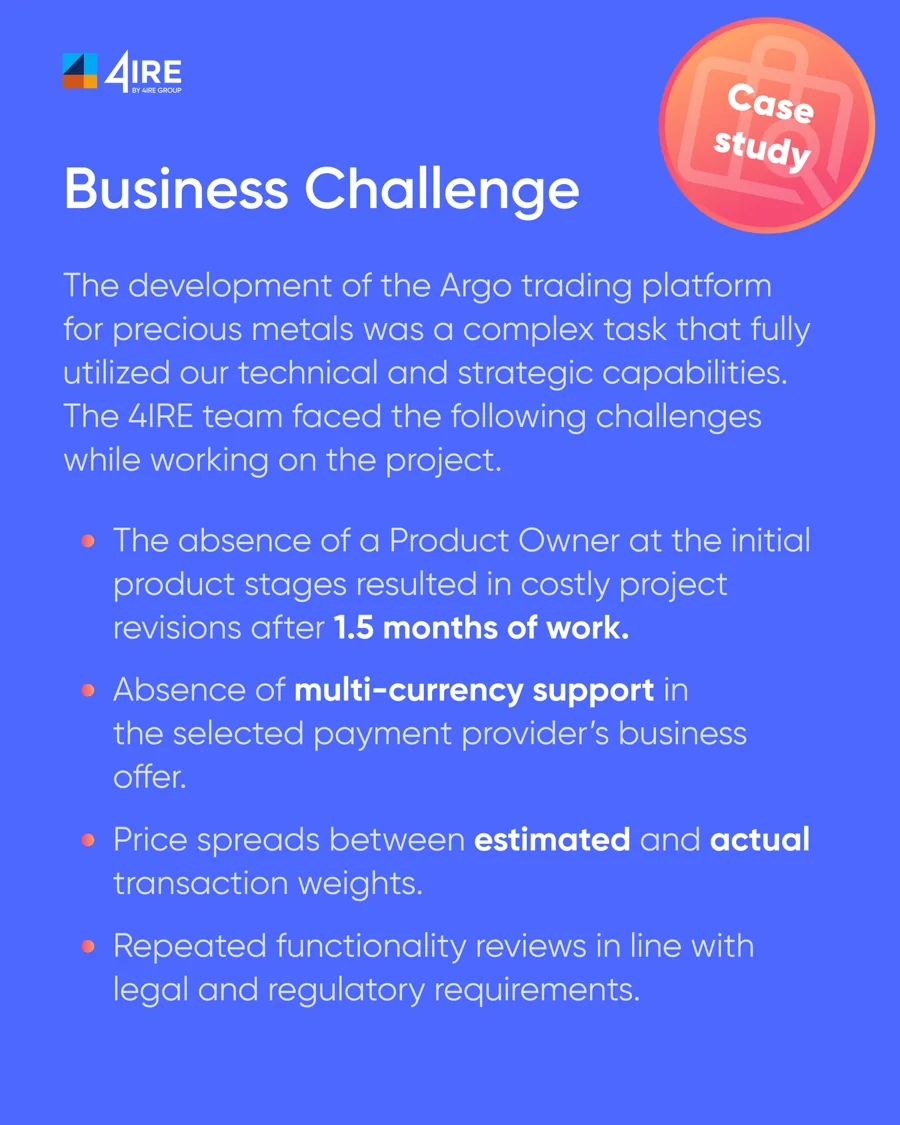 4IRE
BY 4IRE GROUP
Case
study
Business Challenge
The development of the Argo trading platform
for precious metals was a complex task that fully
utilized our technical and strategic capabilities.
The 4IRE team faced the following challenges
while working on the project.
The absence of a Product Owner at the initial
product stages resulted in costly project
revisions after 1.5 months of work.
Absence of multi-currency support in
the selected payment provider’s business
offer.
Price spreads between estimated and actual
transaction weights.
Repeated functionality reviews in line with
legal and regulatory requirements.